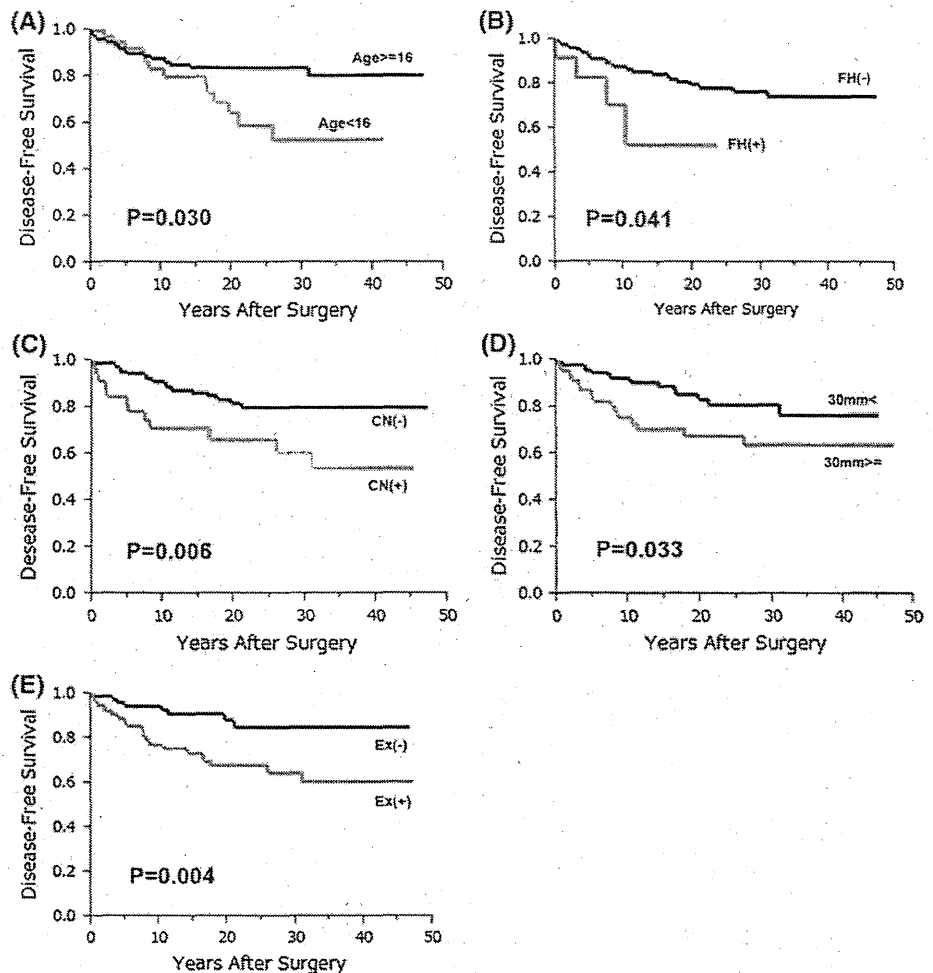 (A)
Disease-Free Survival
1.0
0.8
0.6
0.4
0.2
0.0
Age>=16
Age<16
P=0.030
0 10 20 30 40 50
Years After Surgery
(B)
Disease-Free Survival
1.0
0.8
0.6
0.4
0.2
0.0
FH(-)
FH(+)
P=0.041
0 10 20 30 40 50
Years After Surgery
(C)
Desease-Free Survival
1.0
0.8
0.6
0.4
0.2
0.0
CN(-)
CN(+)
P=0.006
0 10 20 30 40 50
Years After Surgery
(D)
Disease-Free Survival
1.0
0.8
0.6
0.4
0.2
0.0
30mm<
30mm>=
P=0.033
0 10 20 30 40 50
Years After Surgery
(E)
Disease-Free Survival
1.0
0.8
0.6
0.4
0.2
0.0
Ex(-)
Ex(+)
P=0.004
0 10 20 30 40 50
Years After Surgery